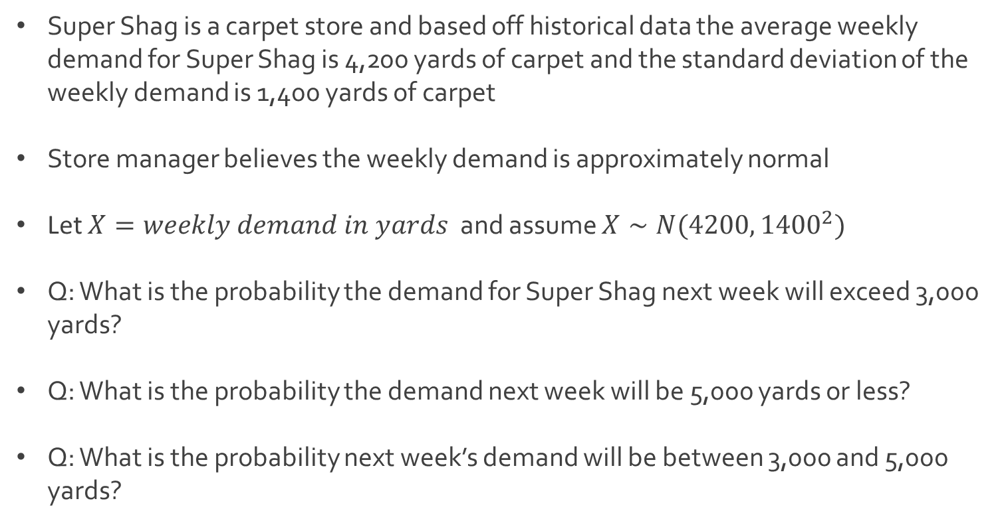 • Super Shag is a carpet store and based off historical data the average weekly
demand for Super Shag is 4,200 yards of carpet and the standard deviation of the
weekly demand is 1,400 yards of carpet
• Store manager believes the weekly demand is approximately normal
• Let X = weekly demand in yards and assume X ~ N(4200, 1400²)
• Q: What is the probability the demand for Super Shag next week will exceed 3,000
yards?
• Q: What is the probability the demand next week will be 5,000 yards or less?
• Q: What is the probability next week’s demand will be between 3,000 and 5,000
yards?